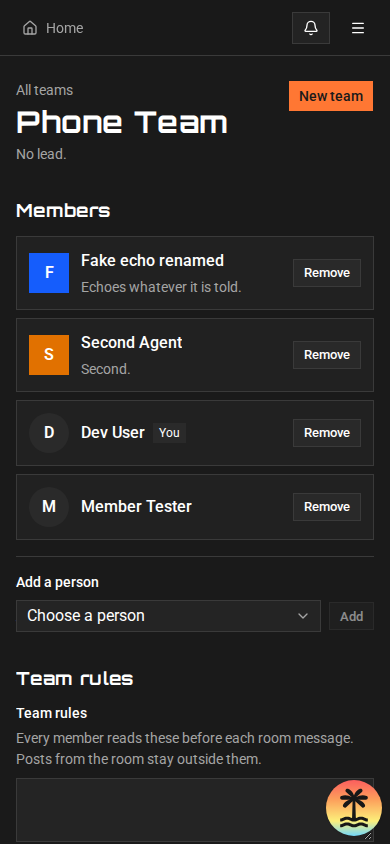 Home
All teams
New team
Phone Team
No lead.
Members
F
Fake echo renamed
Echoes whatever it is told.
Remove
S
Second Agent
Second.
Remove
D
Dev User
You
Remove
M
Member Tester
Remove
Add a person
Choose a person
Add
Team rules
Team rules
Every member reads these before each room message.
Posts from the room stay outside them.